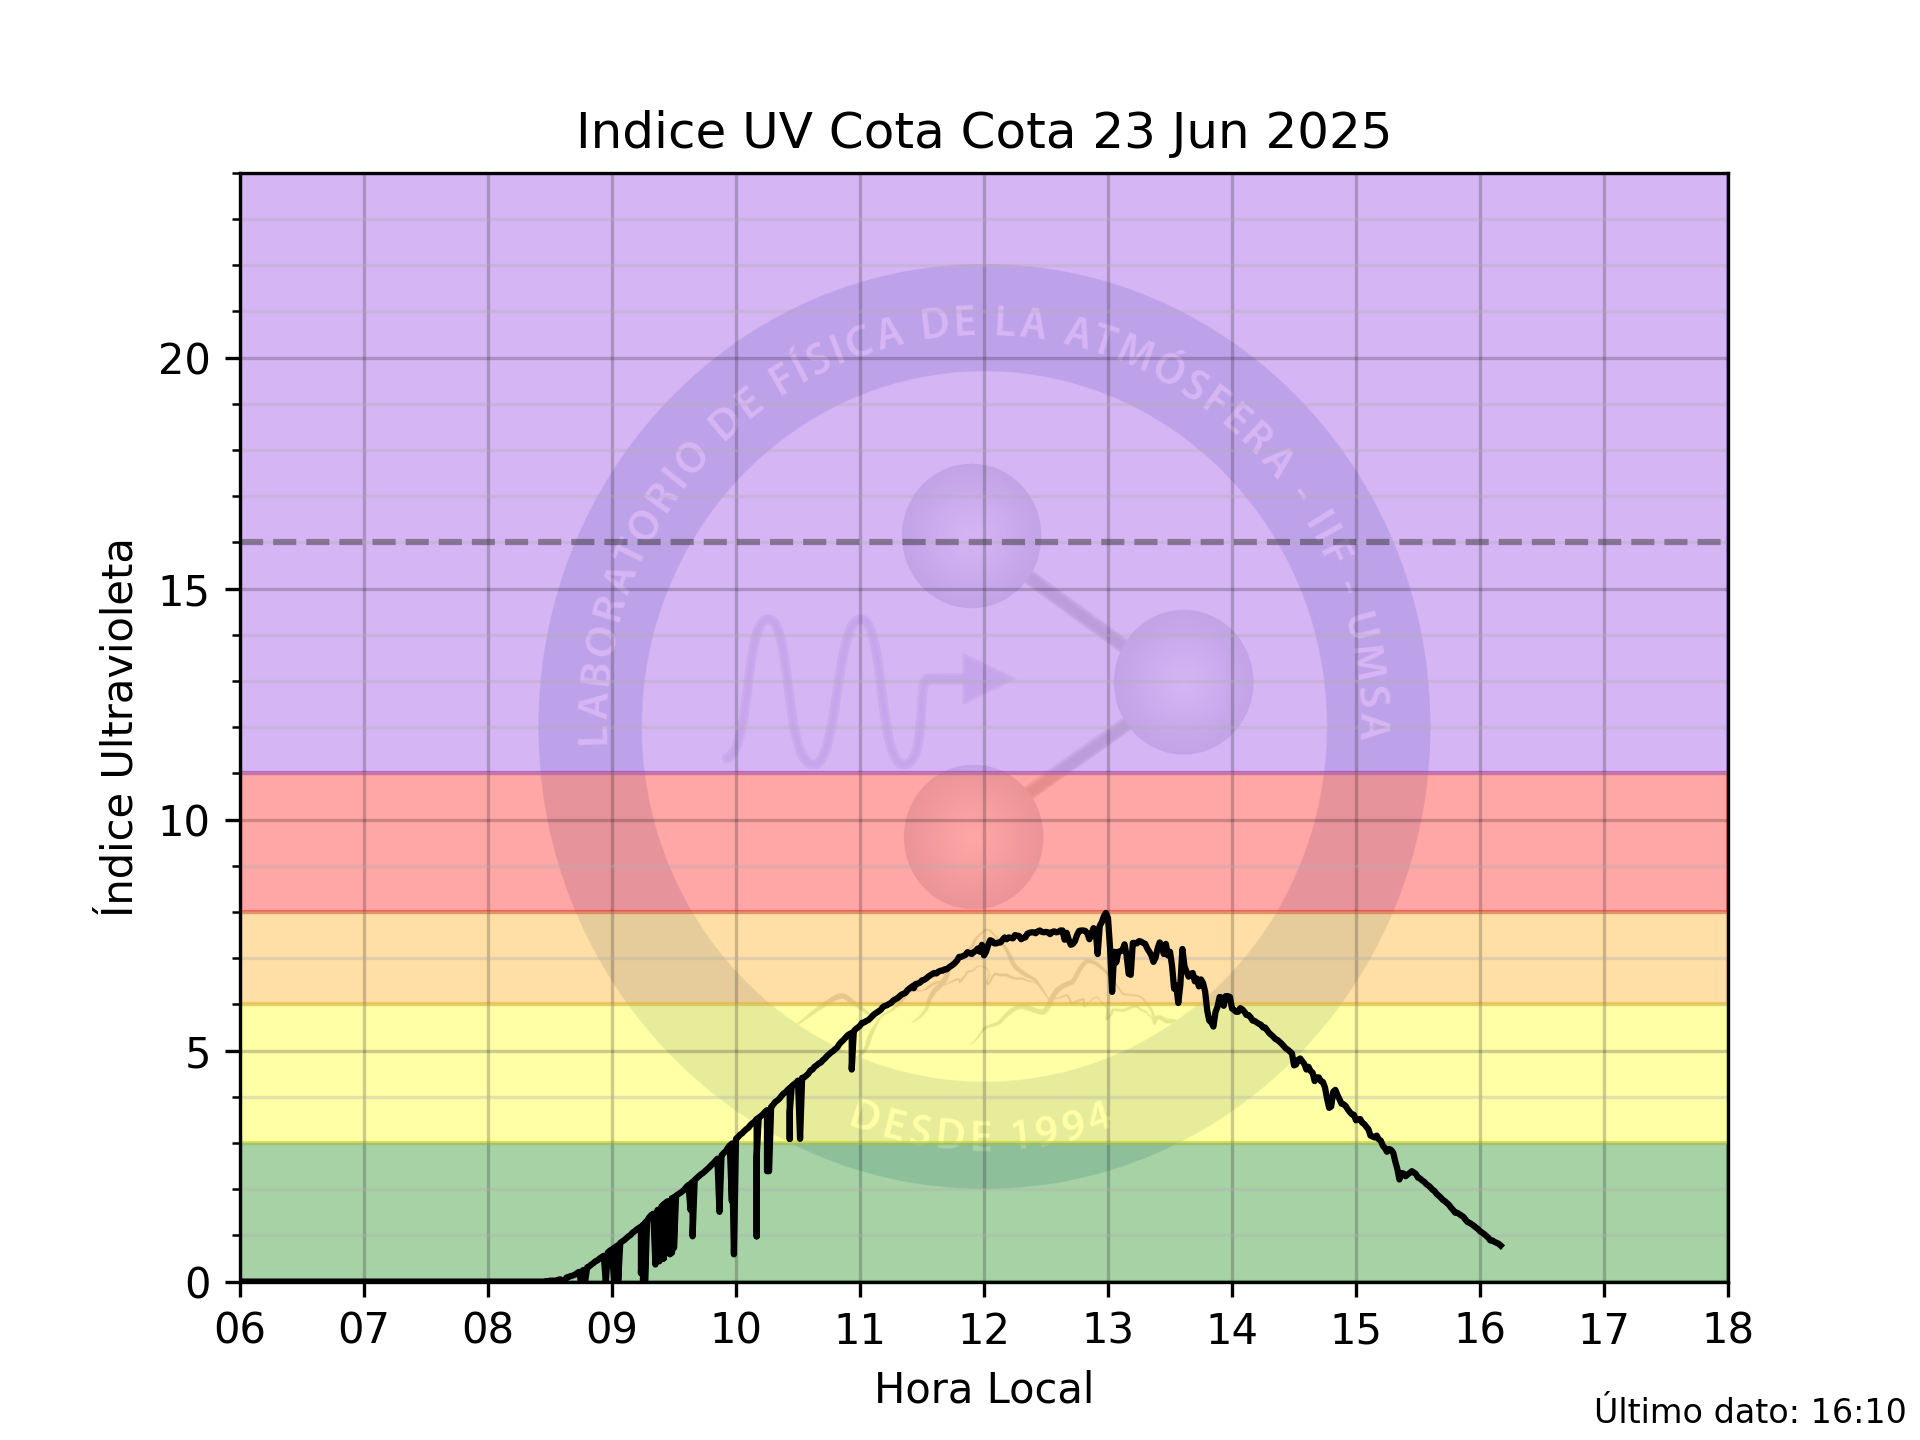 Indice UV Cota Cota 23 Jun 2025
Índice Ultravioleta
20
15
10
5
0
LABORATORIO DE FÍSICA DE LA ATMÓSFERA - IIF - UMSA
DESDE 1994
06 07 08 09 10 11 12 13 14 15 16 17 18
Hora Local
Último dato: 16:10